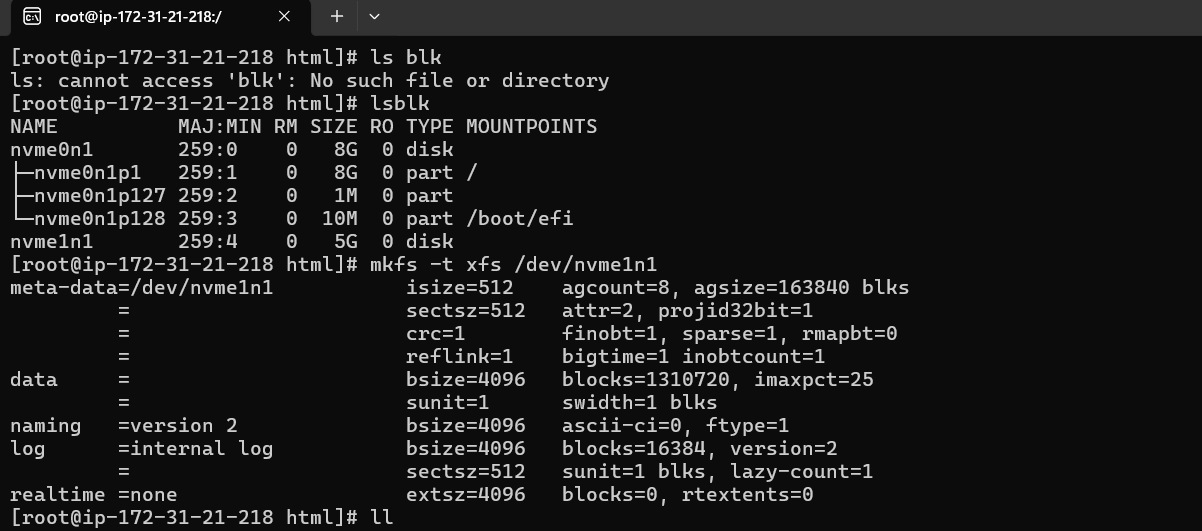 root@ip-172-31-21-218:/
[root@ip-172-31-21-218 html]# ls blk
ls: cannot access 'blk': No such file or directory
[root@ip-172-31-21-218 html]# lsblk
NAME          MAJ:MIN RM SIZE RO TYPE MOUNTPOINTS
nvme0n1       259:0    0   8G  0 disk
├─nvme0n1p1   259:1    0   8G  0 part /
├─nvme0n1p127 259:2    0   1M  0 part
└─nvme0n1p128 259:3    0  10M  0 part /boot/efi
nvme1n1       259:4    0   5G  0 disk
[root@ip-172-31-21-218 html]# mkfs -t xfs /dev/nvme1n1
meta-data=/dev/nvme1n1           isize=512    agcount=8, agsize=163840 blks
         =                       sectsz=512   attr=2, projid32bit=1
         =                       crc=1        finobt=1, sparse=1, rmapbt=0
         =                       reflink=1    bigtime=1 inobtcount=1
data     =                       bsize=4096   blocks=1310720, imaxpct=25
         =                       sunit=1      swidth=1 blks
naming   =version 2              bsize=4096   ascii-ci=0, ftype=1
log      =internal log           bsize=4096   blocks=16384, version=2
         =                       sectsz=512   sunit=1 blks, lazy-count=1
realtime =none                   extsz=4096   blocks=0, rtextents=0
[root@ip-172-31-21-218 html]# ll